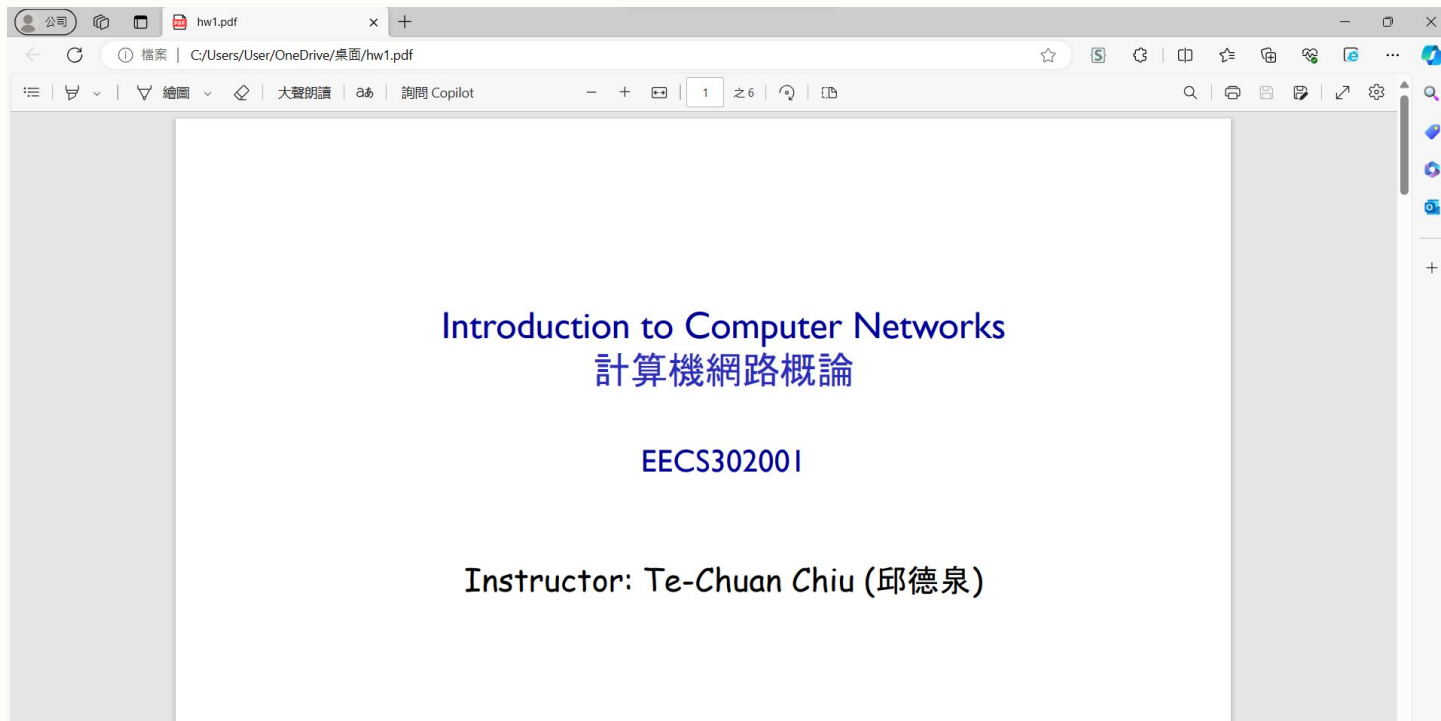 公司
hw1.pdf
檔案 | C:/Users/User/OneDrive/桌面/hw1.pdf
繪圖 大聲朗讀 aあ 詢問 Copilot 1 之 6
Introduction to Computer Networks
計算機網路概論
EECS302001
Instructor: Te-Chuan Chiu (邱德泉)